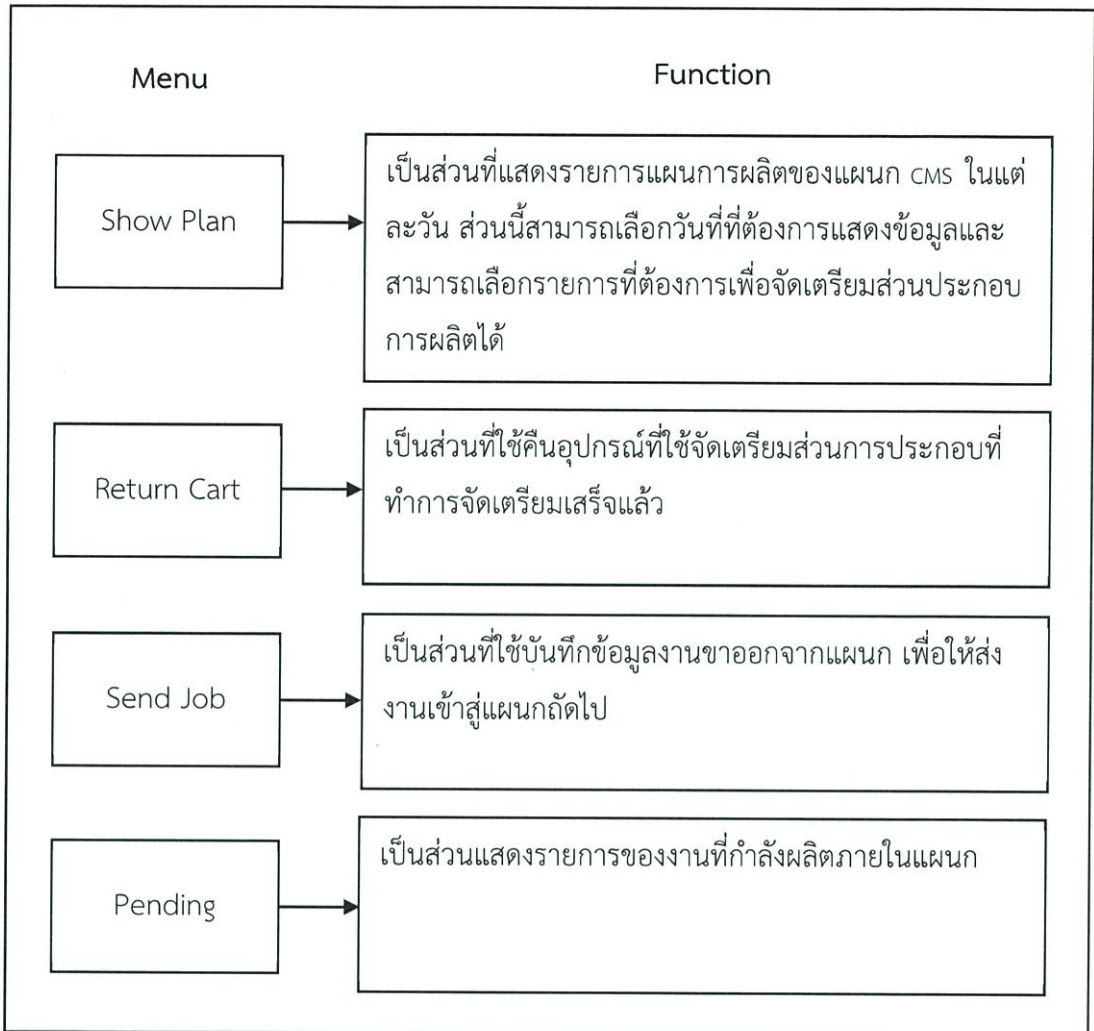 Menu
Function
Show Plan
เป็นส่วนที่แสดงรายการแผนการผลิตของแผนก CMS ในแต่
ละวัน ส่วนนี้สามารถเลือกวันที่ที่ต้องการแสดงข้อมูลและ
สามารถเลือกรายการที่ต้องการเพื่อจัดเตรียมส่วนประกอบ
การผลิตได้
Return Cart
เป็นส่วนที่ใช้คืนอุปกรณ์ที่ใช้จัดเตรียมส่วนการประกอบที่
ทำการจัดเตรียมเสร็จแล้ว
Send Job
เป็นส่วนที่ใช้บันทึกข้อมูลงานขาออกจากแผนก เพื่อให้ส่ง
งานเข้าสู่แผนกถัดไป
Pending
เป็นส่วนแสดงรายการของงานที่กำลังผลิตภายในแผนก